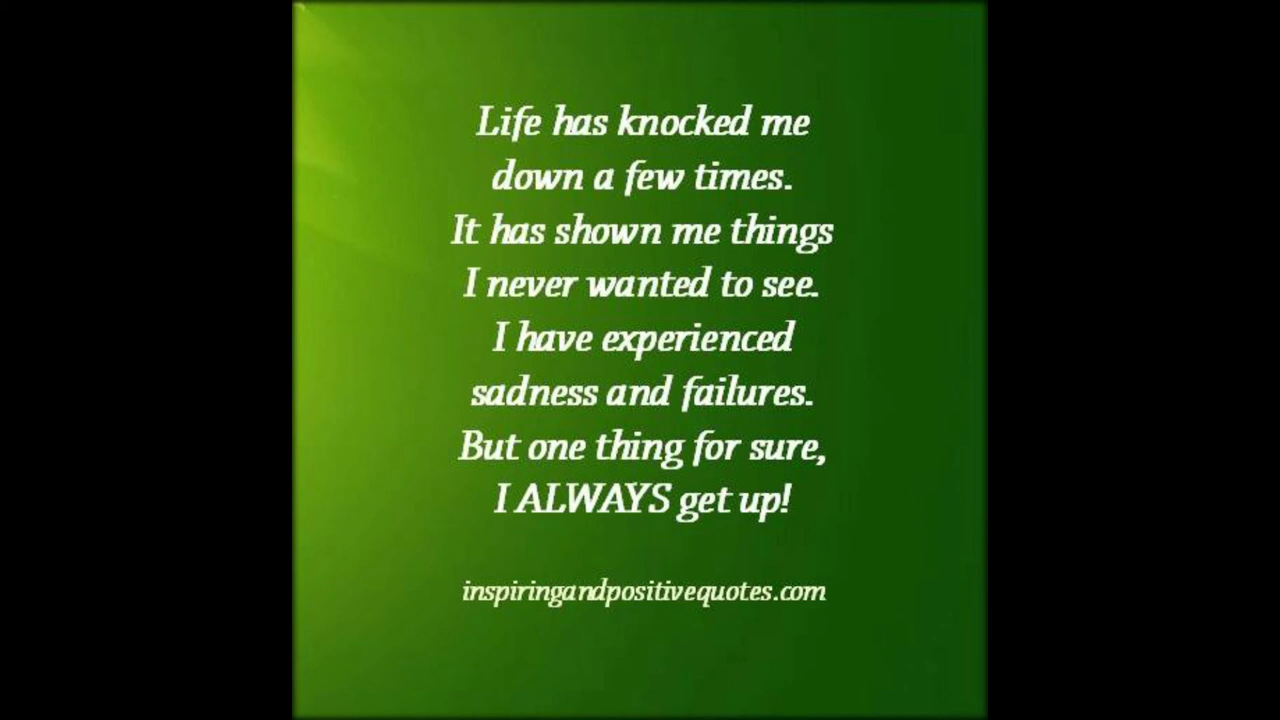 Life has knocked me
down a few times.
It has shown me things
I never wanted to see.
I have experienced
sadness and failures.
But one thing for sure,
I ALWAYS get up!
inspiringandpositivequotes.com